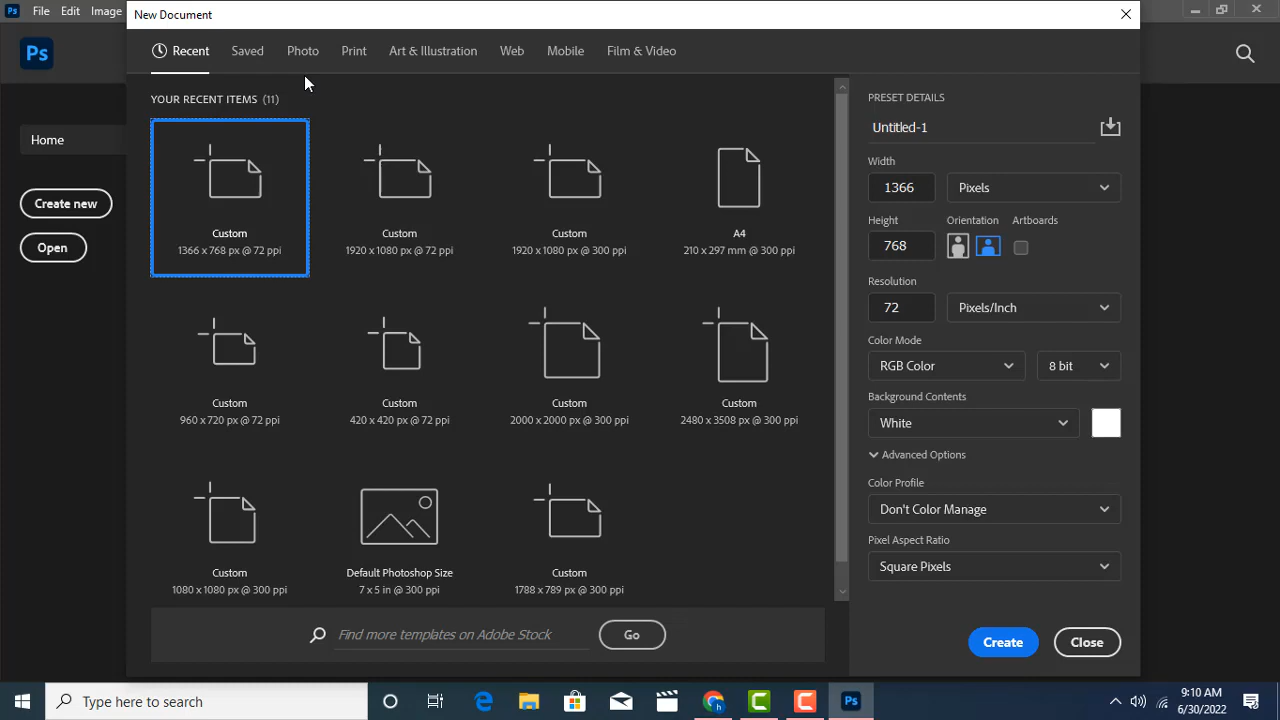 Ps File Edit Image
New Document
Ps
Recent Saved Photo Print Art & Illustration Web Mobile Film & Video
Home
Create new
Open
YOUR RECENT ITEMS (11)
Custom
1366 x 768 px @ 72 ppi
Custom
1920 x 1080 px @ 72 ppi
Custom
1920 x 1080 px @ 300 ppi
A4
210 x 297 mm @ 300 ppi
Custom
960 x 720 px @ 72 ppi
Custom
420 x 420 px @ 72 ppi
Custom
2000 x 2000 px @ 300 ppi
Custom
2480 x 3508 px @ 300 ppi
Custom
1080 x 1080 px @ 300 ppi
Default Photoshop Size
7 x 5 in @ 300 ppi
Custom
1788 x 789 px @ 300 ppi
Find more templates on Adobe Stock Go
PRESET DETAILS
Untitled-1
Width
1366 Pixels
Height Orientation Artboards
768
Resolution
72 Pixels/Inch
Color Mode
RGB Color 8 bit
Background Contents
White
Advanced Options
Color Profile
Don't Color Manage
Pixel Aspect Ratio
Square Pixels
Create Close
Type here to search
h
Ps
9:10 AM
6/30/2022